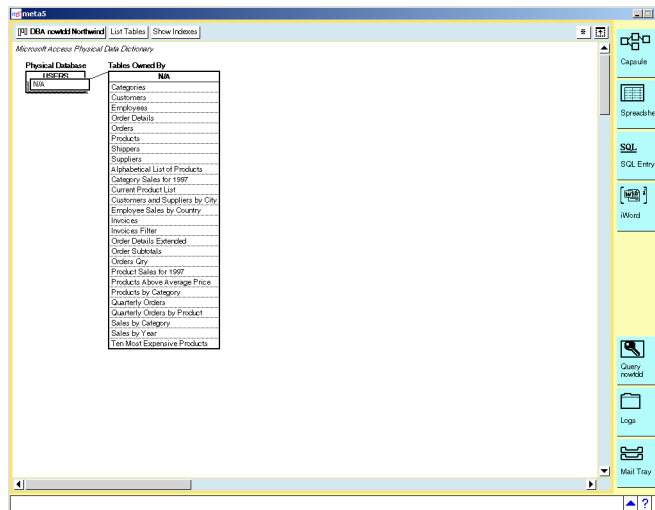 meta5
DBA nowtdd Northwind List Tables Show Indexes
Microsoft Access Physical Data Dictionary
Physical Database Tables Owned By
USERS N/A
N/A
Categories
Customers
Employees
Order Details
Orders
Products
Shippers
Suppliers
Alphabetical List of Products
Category Sales for 1997
Current Product List
Customers and Suppliers by City
Employee Sales by Country
Invoices
Invoices Filter
Order Details Extended
Order Subtotals
Orders Qry
Product Sales for 1997
Products Above Average Price
Products by Category
Quarterly Orders
Quarterly Orders by Product
Sales by Category
Sales by Year
Ten Most Expensive Products
Capsule
Spreadshe
SQL
SQL Entry
iWord
Query
nowtdd
Logs
Mail Tray
?